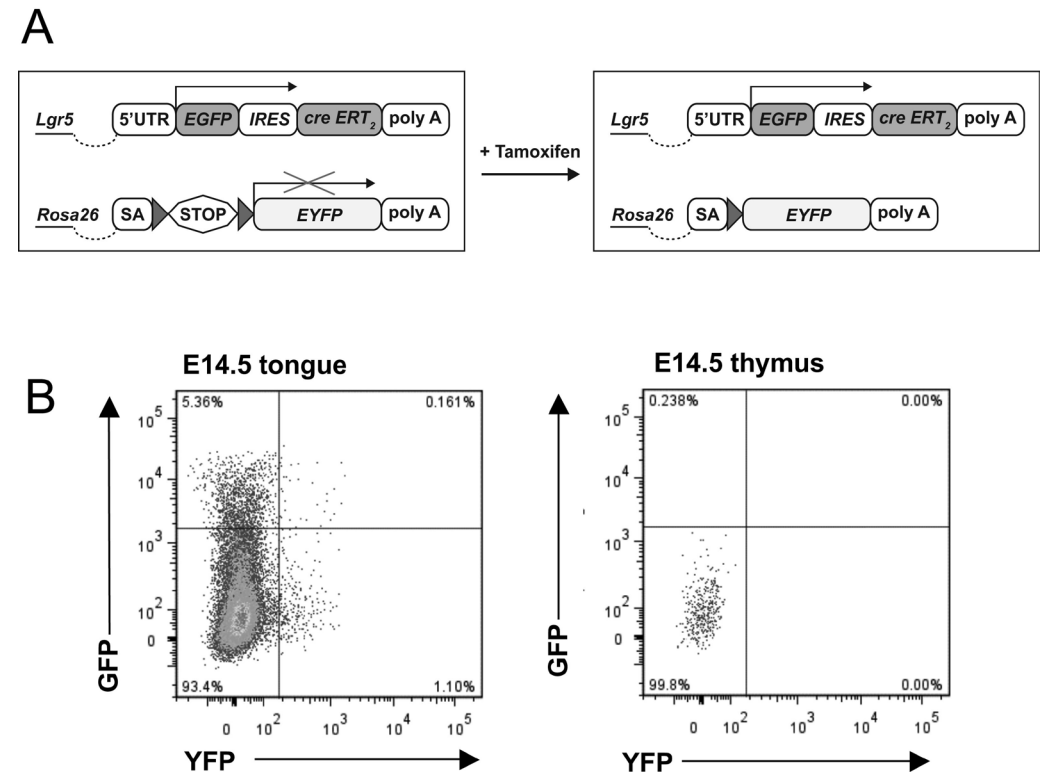 A
Lgr5 5'UTR EGFP IRES cre ERT2 poly A
Rosa26 SA STOP EYFP poly A
+ Tamoxifen
Lgr5 5'UTR EGFP IRES cre ERT2 poly A
Rosa26 SA EYFP poly A
B
E14.5 tongue
5.36% 0.161%
10^5
10^4
10^3
10^2
0
93.4% 1.10%
0 10^2 10^3 10^4 10^5
GFP
YFP
E14.5 thymus
0.238% 0.00%
10^5
10^4
10^3
10^2
0
99.8% 0.00%
0 10^2 10^3 10^4 10^5
GFP
YFP